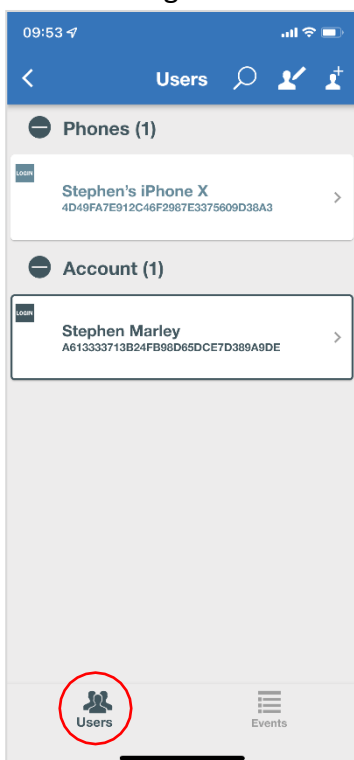 09:53
Users
Phones (1)
LOGIN
Stephen's iPhone X
4D49FA7E912C46F2987E3375609D38A3
Account (1)
LOGIN
Stephen Marley
A613333713B24FB98D65DCE7D389A9DE
Users
Events